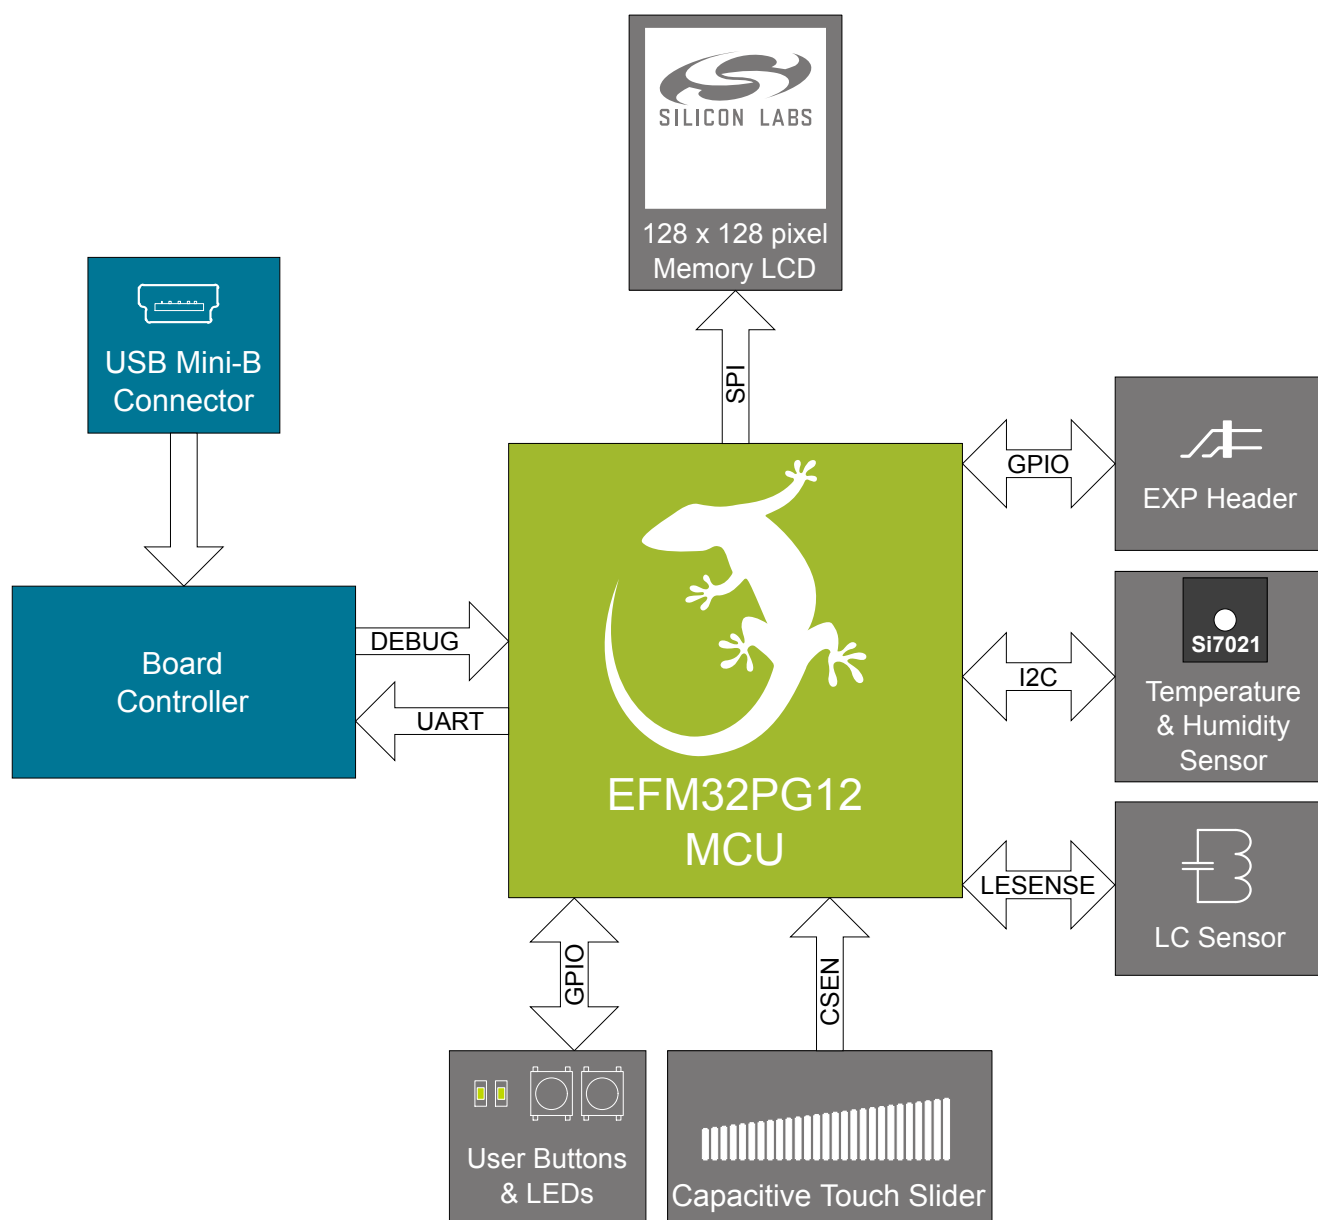 SILICON LABS
128 x 128 pixel
Memory LCD
USB Mini-B
Connector
SPI
GPIO
EXP Header
Board
Controller
DEBUG
UART
EFM32PG12
MCU
I2C
Si7021
Temperature
& Humidity
Sensor
LESENSE
LC Sensor
GPIO
CSEN
User Buttons
& LEDs
Capacitive Touch Slider